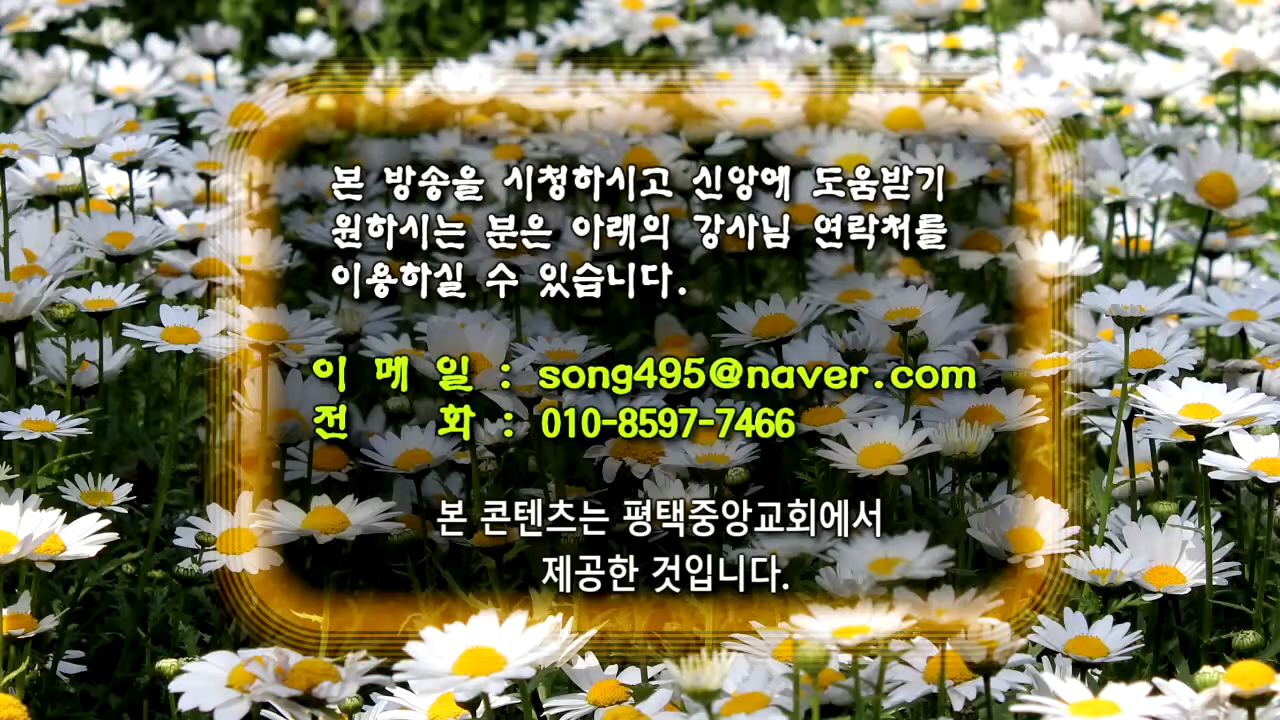 본 방송을 시청하시고 신앙에 도움받기
원하시는 분은 아래의 강사님 연락처를
이용하실 수 있습니다.
이 메 일 : song495@naver.com
전 화 : 010-8597-7466
본 콘텐츠는 평택중앙교회에서
제공한 것입니다.